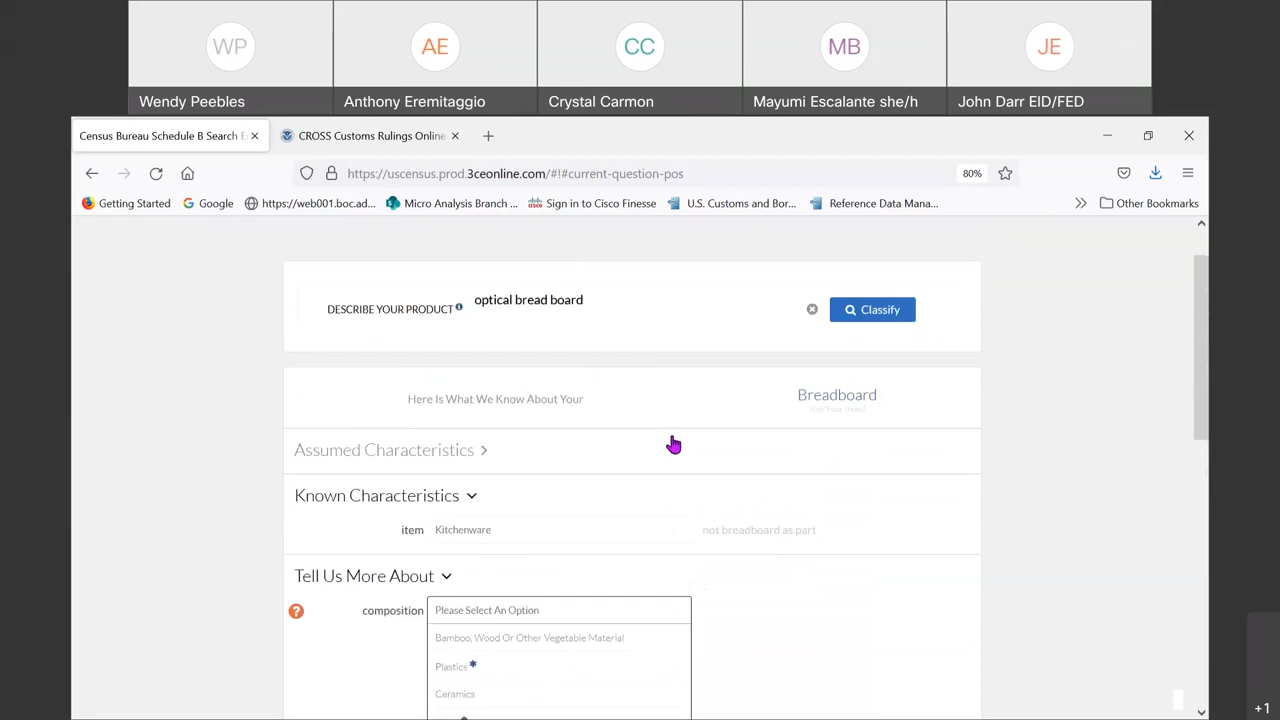 WP
AE
CC
MB
JE
Wendy Peebles
Anthony Eremitaggio
Crystal Carmon
Mayumi Escalante she/h
John Darr EID/FED
Census Bureau Schedule B Search E
CROSS Customs Rulings Online
https://uscensus.prod.3ceonline.com/#!#current-question-pos
80%
Getting Started
Google
https://web001.boc.ad...
Micro Analysis Branch ...
Sign in to Cisco Finesse
U.S. Customs and Bor...
Reference Data Mana...
Other Bookmarks
DESCRIBE YOUR PRODUCT
optical bread board
Classify
Here Is What We Know About Your
Breadboard
Not Your Item?
Assumed Characteristics
Known Characteristics
item
Kitchenware
not breadboard as part
Tell Us More About
composition
Please Select An Option
Bamboo, Wood Or Other Vegetable Material
Plastics *
Ceramics
+1